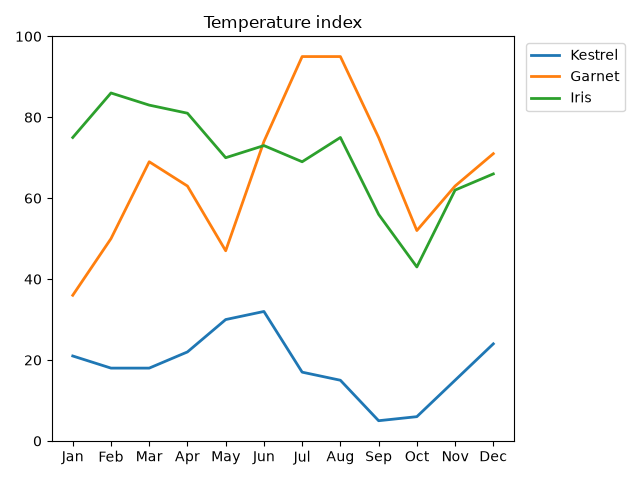 Temperature index
100
80
60
40
20
0
Jan Feb Mar Apr May Jun Jul Aug Sep Oct Nov Dec
Kestrel
Garnet
Iris